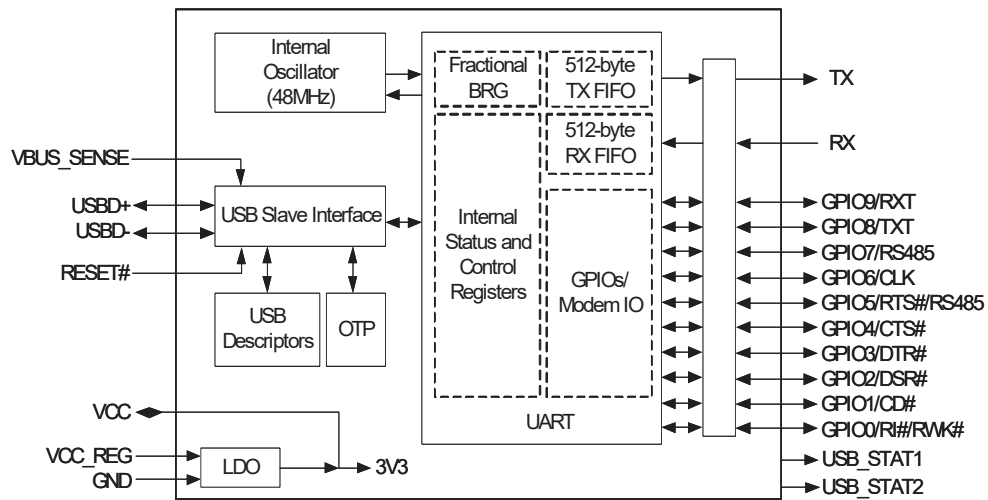 Internal
Oscillator
(48MHz)
Fractional
BRG
512-byte
TX FIFO
512-byte
RX FIFO
TX
RX
VBUS_SENSE
USBD+
USBD-
RESET#
USB Slave Interface
USB
Descriptors
OTP
Internal
Status and
Control
Registers
GPIOs/
Modem IO
UART
GPIO9/RXT
GPIO8/TXT
GPIO7/RS485
GPIO6/CLK
GPIO5/RTS#/RS485
GPIO4/CTS#
GPIO3/DTR#
GPIO2/DSR#
GPIO1/CD#
GPIO0/RI#/RWK#
USB_STAT1
USB_STAT2
VCC
VCC_REG
GND
LDO
3V3